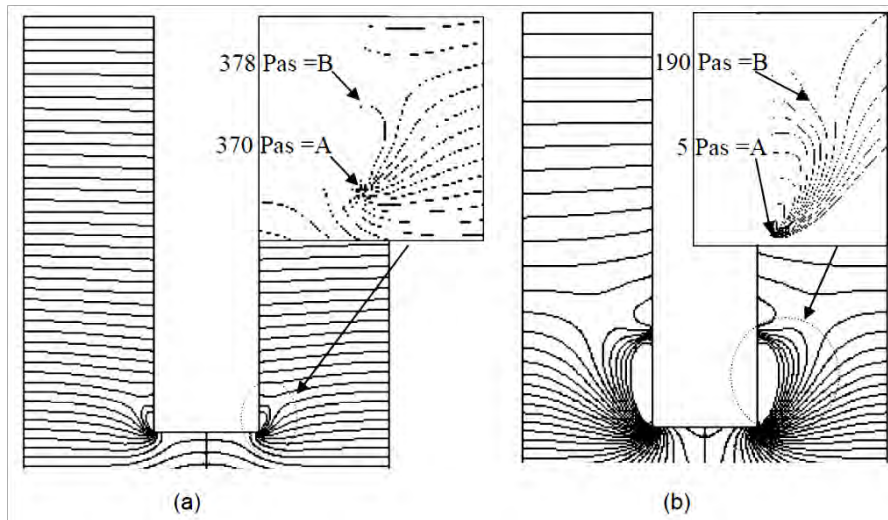 378 Pas =B
370 Pas =A
190 Pas =B
5 Pas =A
(a)
(b)